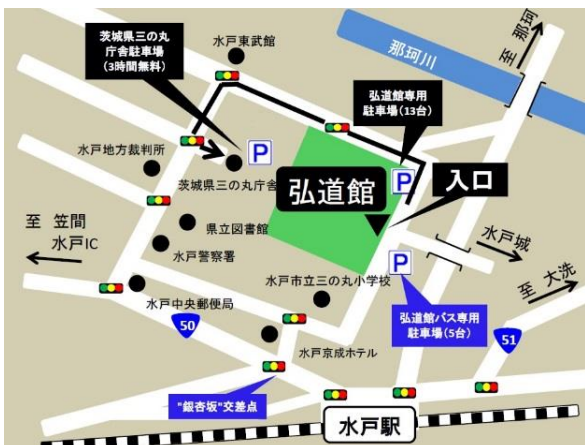 茨城県三の丸
庁舎駐車場
(3時間無料)
水戸東武館
至 那珂
那珂川
弘道館専用
駐車場(13台)
P
P
入口
水戸地方裁判所
茨城県三の丸庁舎
弘道館
至 笠間
水戸IC
県立図書館
水戸警察署
水戸城
至 大洗
P
水戸市立三の丸小学校
水戸中央郵便局
弘道館バス専用
駐車場(5台)
50
51
水戸京成ホテル
"銀杏坂"交差点
水戸駅